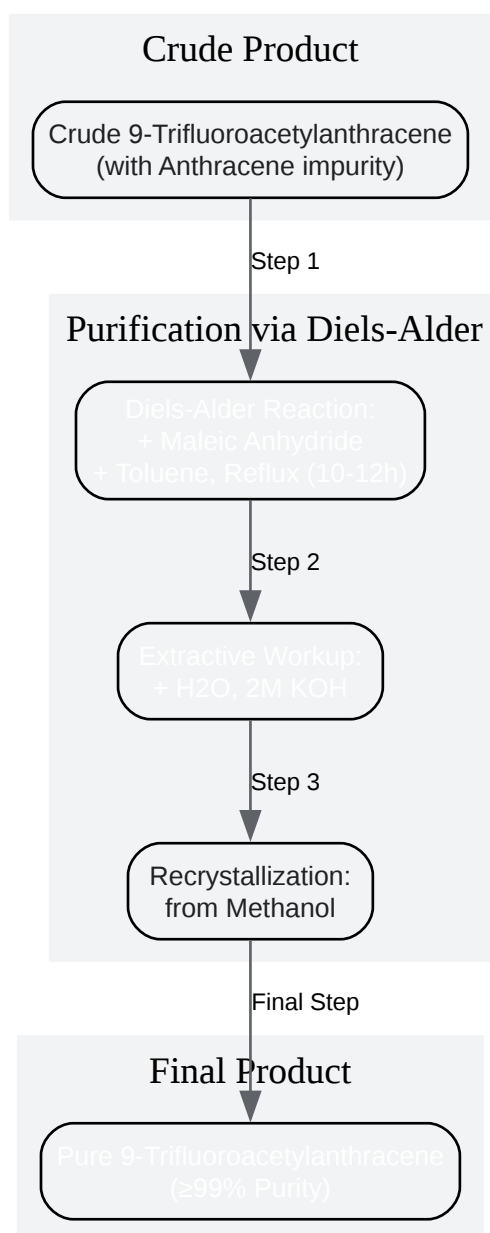 Crude Product
Crude 9-Trifluoroacetylanthracene
(with Anthracene impurity)
Step 1
Purification via Diels-Alder
Diels-Alder Reaction:
+ Maleic Anhydride
+ Toluene, Reflux (10-12h)
Step 2
Extractive Workup:
+ H2O, 2M KOH
Step 3
Recrystallization:
from Methanol
Final Step
Final Product
Pure 9-Trifluoroacetylanthracene
(≥99% Purity)